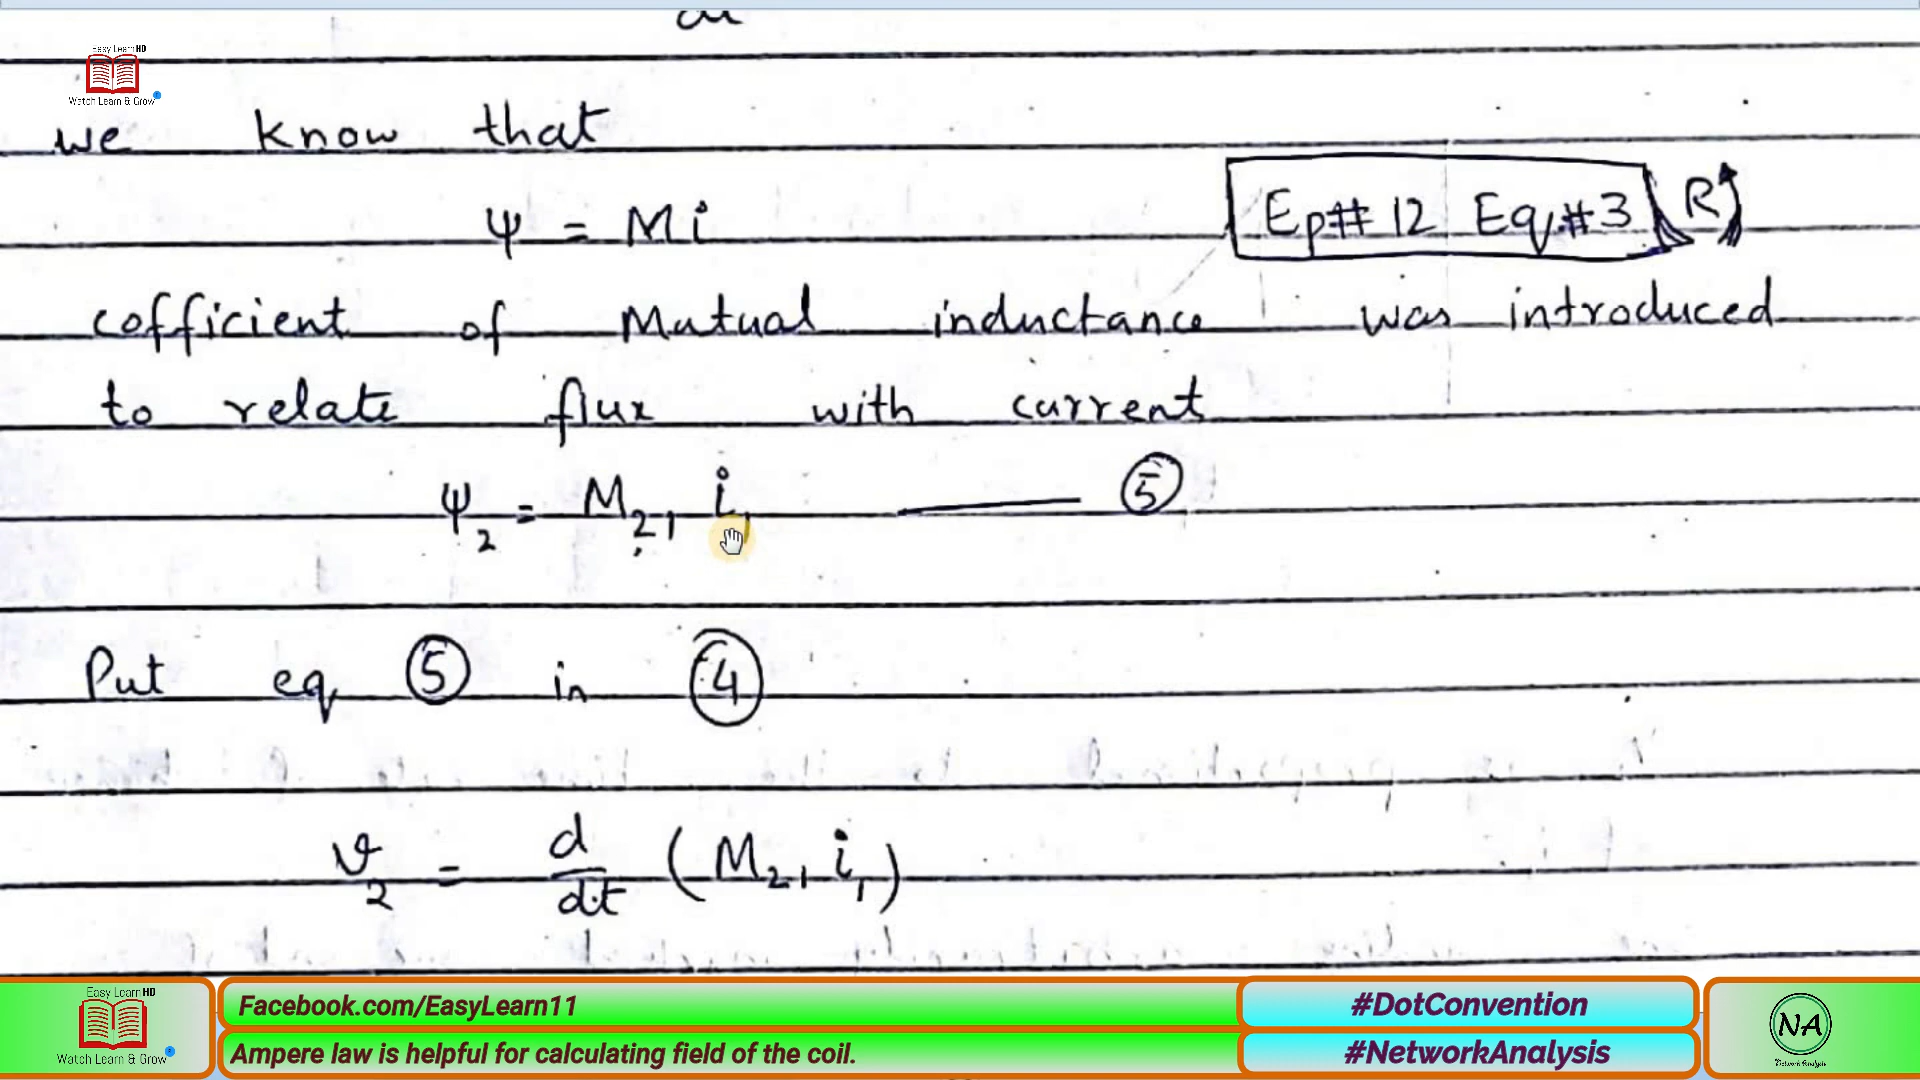 Easy Learn HD
Watch Learn & Grow
we know that
ψ = Mi
Ep# 12 Eq.#3
R
cofficient of Mutual inductance was introduced
to relate flux with current
ψ₂ = M₂₁ i₁ ——— ⑤
Put eq ⑤ in ④
v₂ = d/dt (M₂₁ i₁)
Easy Learn HD
Watch Learn & Grow
Facebook.com/EasyLearn11
Ampere law is helpful for calculating field of the coil.
#DotConvention
#NetworkAnalysis
NA
Network Analysis